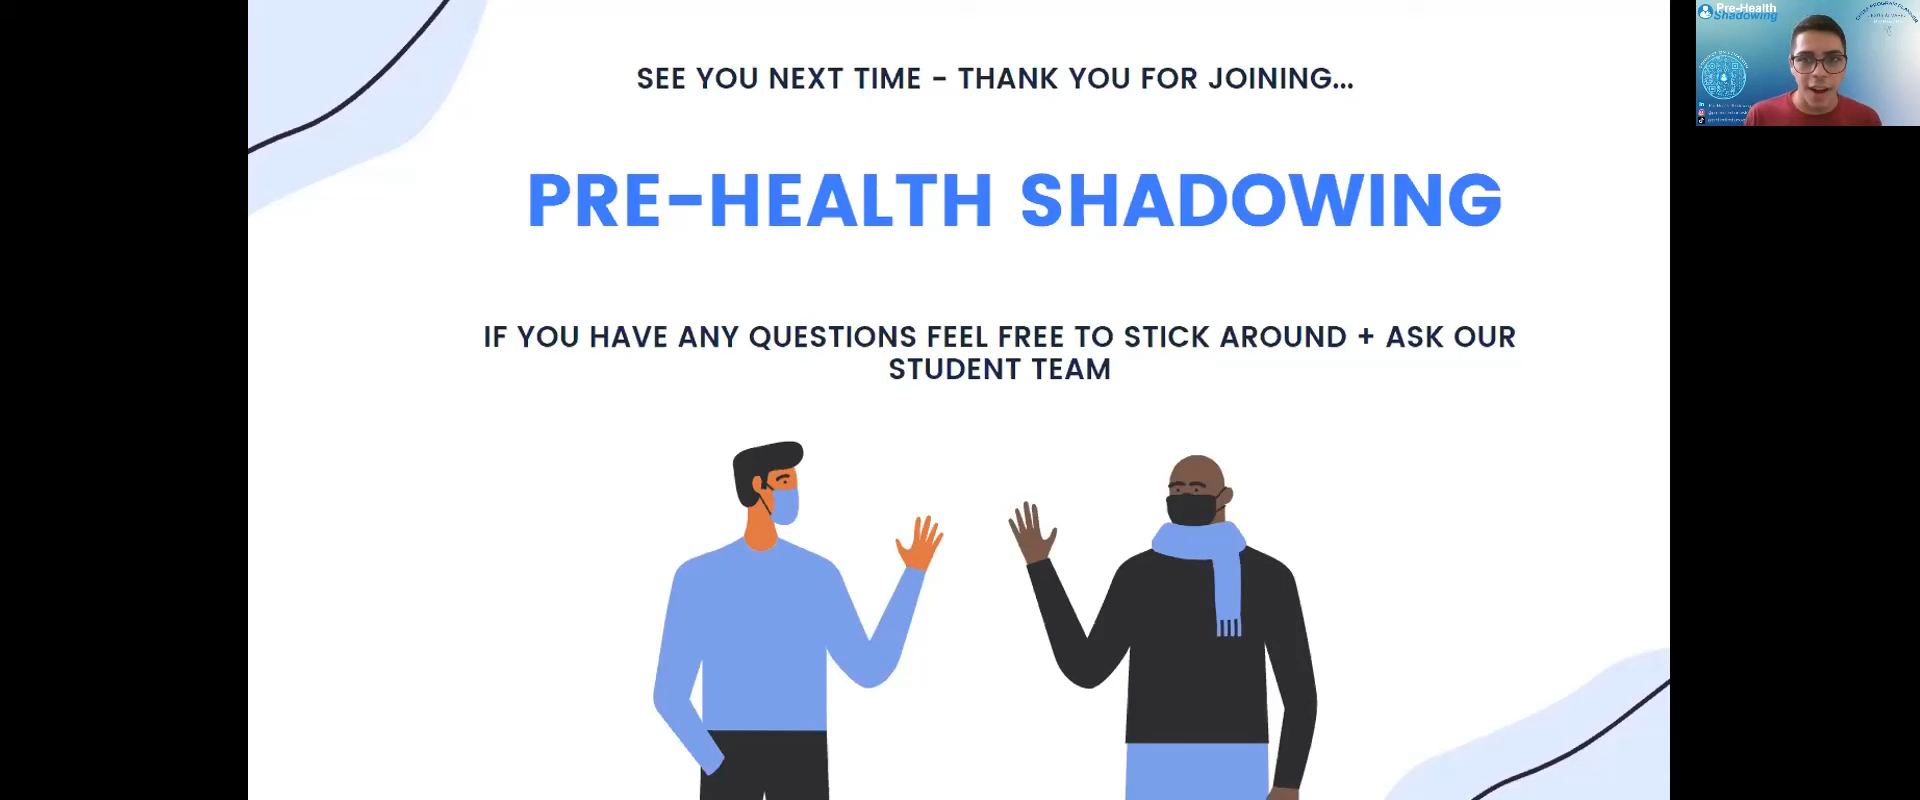 SEE YOU NEXT TIME - THANK YOU FOR JOINING...
PRE-HEALTH SHADOWING
IF YOU HAVE ANY QUESTIONS FEEL FREE TO STICK AROUND + ASK OUR
STUDENT TEAM
Pre-Health
Shadowing